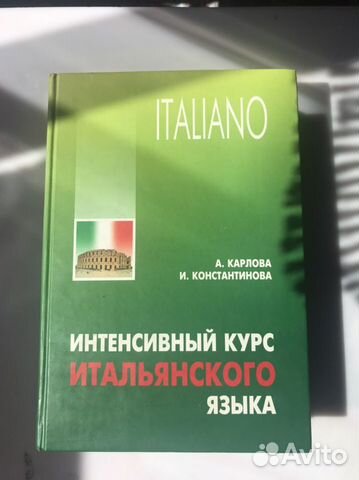 ITALIANO
А. КАРЛОВА
И. КОНСТАНТИНОВА
ИНТЕНСИВНЫЙ КУРС
ИТАЛЬЯНСКОГО
ЯЗЫКА
Avito